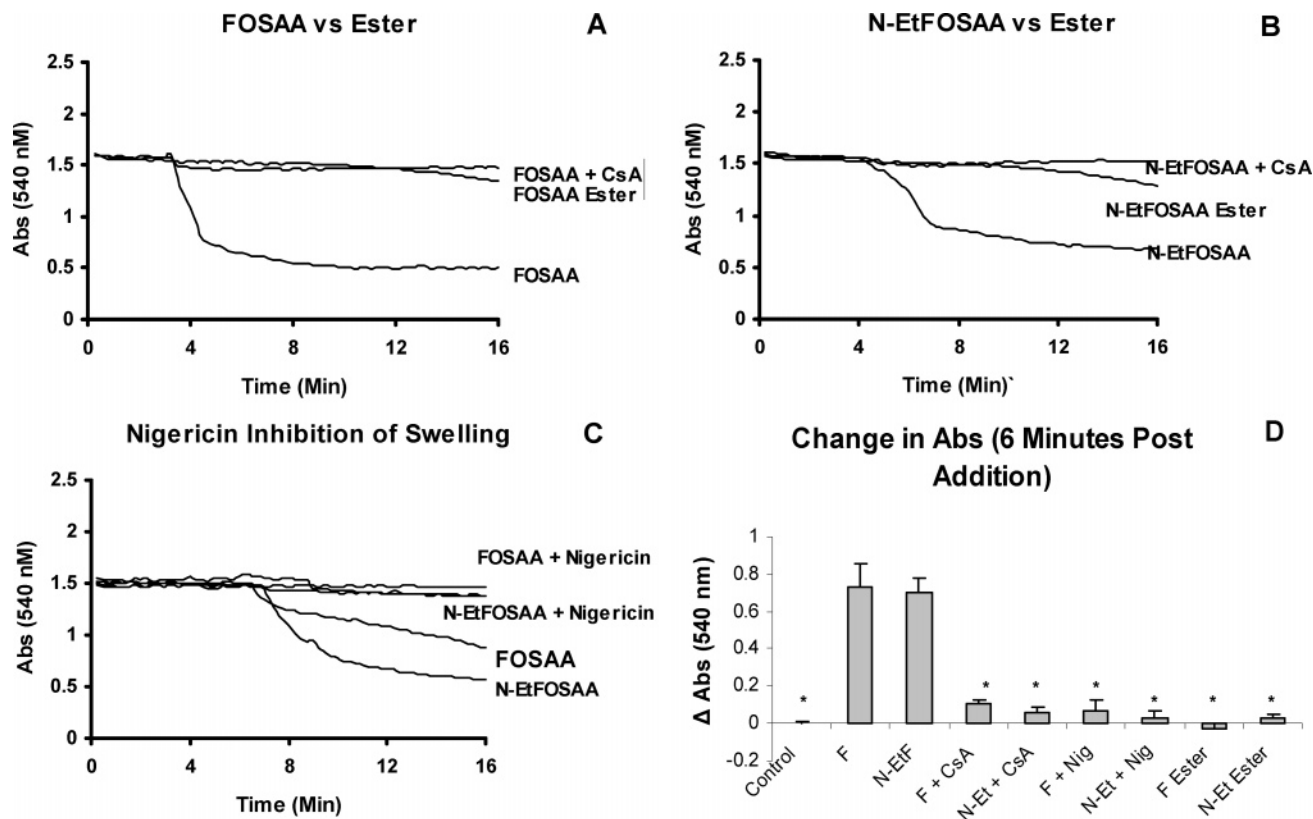 FOSAA vs Ester
A
2.5
2
1.5
1
0.5
0
Abs (540 nM)
FOSAA + CsA
FOSAA Ester
FOSAA
0 4 8 12 16
Time (Min)
N-EtFOSAA vs Ester
B
2.5
2
1.5
1
0.5
0
Abs (540 nM)
N-EtFOSAA + CsA
N-EtFOSAA Ester
N-EtFOSAA
0 4 8 12 16
Time (Min)`
Nigericin Inhibition of Swelling
C
2.5
2
1.5
1
0.5
0
Abs (540 nM)
FOSAA + Nigericin
N-EtFOSAA + Nigericin
FOSAA
N-EtFOSAA
0 4 8 12 16
Time (Min)
Change in Abs (6 Minutes Post
Addition)
D
1
0.8
0.6
0.4
0.2
0
-0.2
Δ Abs (540 nm)
* * * * * * *
Control
F
N-EtF
F + CsA
N-Et + CsA
F + Nig
N-Et + Nig
F Ester
N-Et Ester